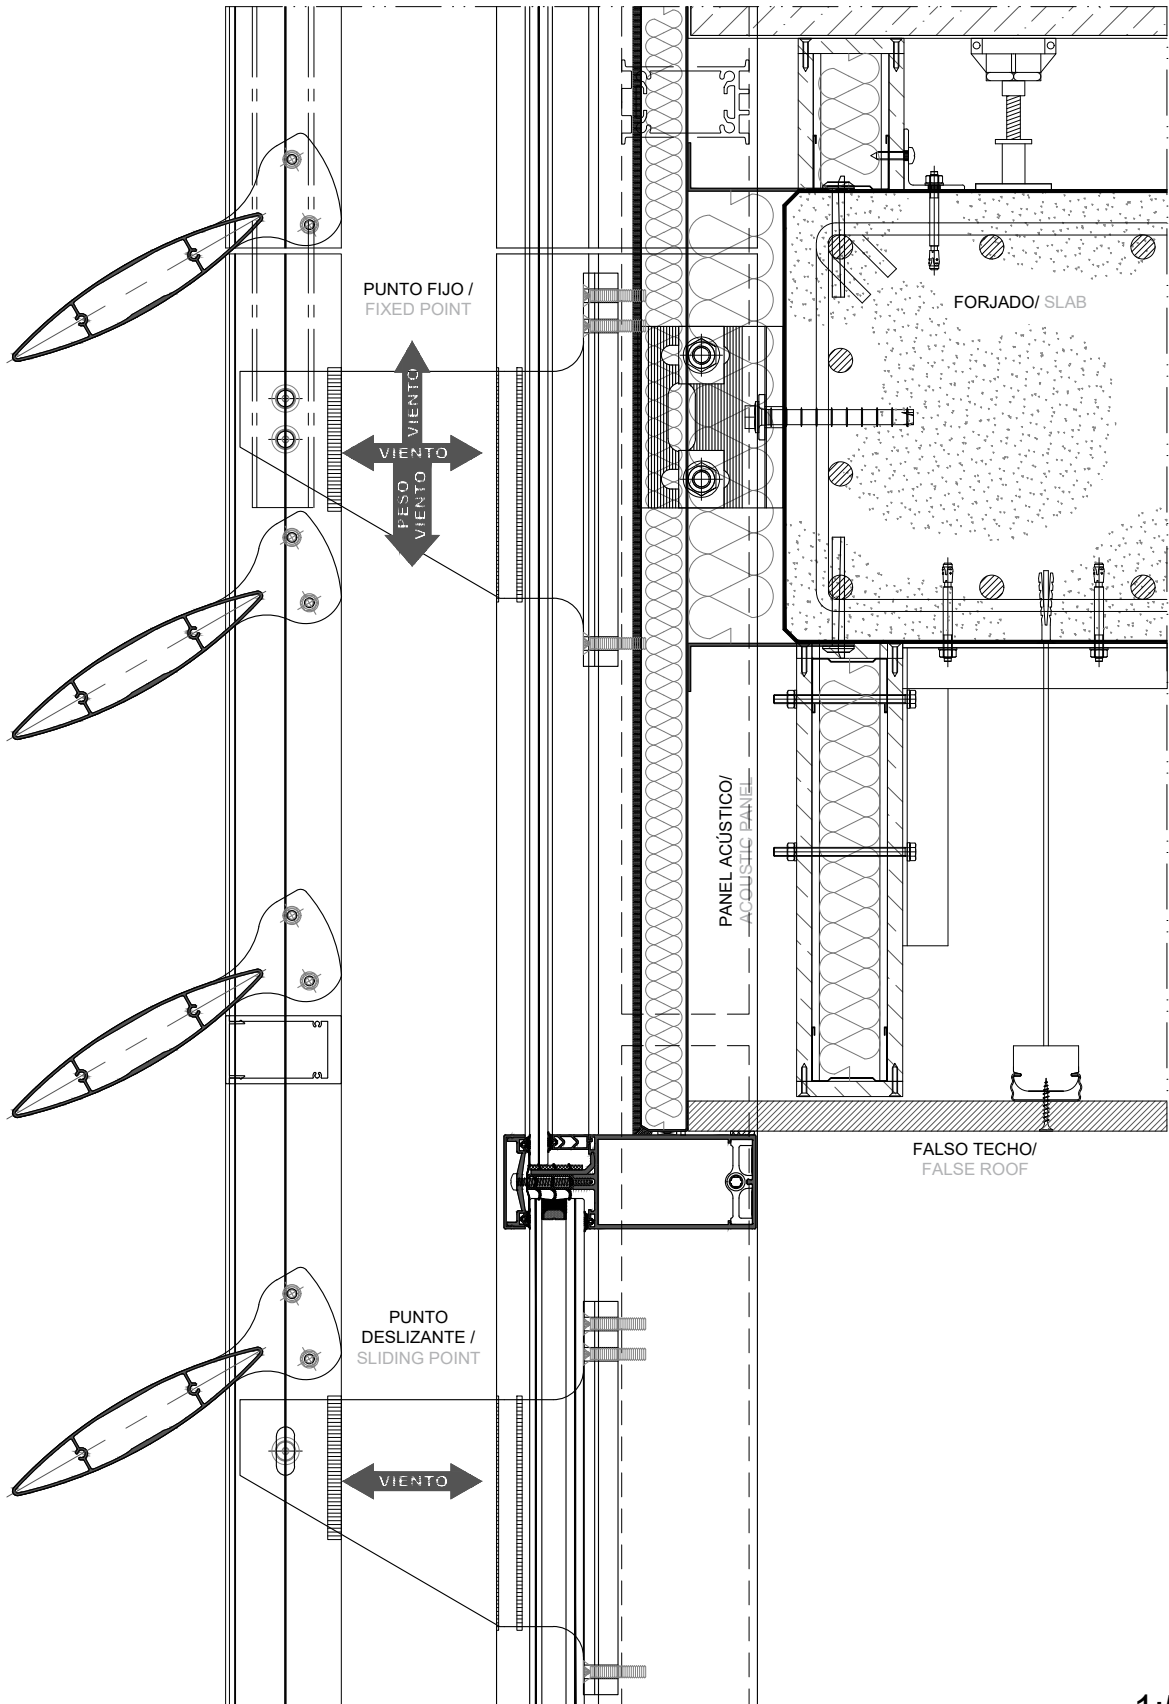 PUNTO FIJO /
FIXED POINT
FORJADO/ SLAB
VIENTO
VIENTO
PESO
VIENTO
PANEL ACÚSTICO/
ACOUSTIC PANEL
FALSO TECHO/
FALSE ROOF
PUNTO
DESLIZANTE /
SLIDING POINT
VIENTO